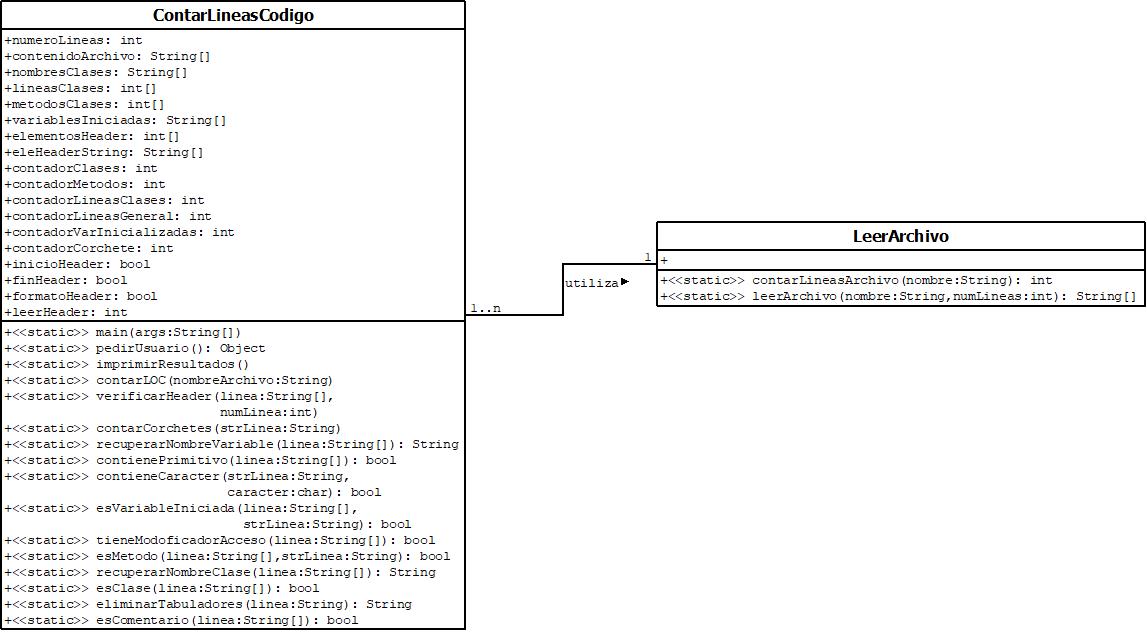 ContarLineasCodigo
+numeroLineas: int
+contenidoArchivo: String[]
+nombresClases: String[]
+lineasClases: int[]
+metodosClases: int[]
+variablesIniciadas: String[]
+elementosHeader: int[]
+eleHeaderString: String[]
+contadorClases: int
+contadorMetodos: int
+contadorLineasClases: int
+contadorLineasGeneral: int
+contadorVarInicializadas: int
+contadorCorchete: int
+inicioHeader: bool
+finHeader: bool
+formatoHeader: bool
+leerHeader: int
+<<static>> main(args:String[])
+<<static>> pedirUsuario(): Object
+<<static>> imprimirResultados()
+<<static>> contarLOC(nombreArchivo:String)
+<<static>> verificarHeader(linea:String[],
numLinea:int)
+<<static>> contarCorchetes(strLinea:String)
+<<static>> recuperarNombreVariable(linea:String[]): String
+<<static>> contienePrimitivo(linea:String[]): bool
+<<static>> contieneCaracter(strLinea:String,
caracter:char): bool
+<<static>> esVariableIniciada(linea:String[],
strLinea:String): bool
+<<static>> tieneModoficadorAcceso(linea:String[]): bool
+<<static>> esMetodo(linea:String[],strLinea:String): bool
+<<static>> recuperarNombreClase(linea:String[]): String
+<<static>> esClase(linea:String[]): bool
+<<static>> eliminarTabuladores(linea:String): String
+<<static>> esComentario(linea:String[]): bool
1..n
utiliza
1
LeerArchivo
+
+<<static>> contarLineasArchivo(nombre:String): int
+<<static>> leerArchivo(nombre:String,numLineas:int): String[]